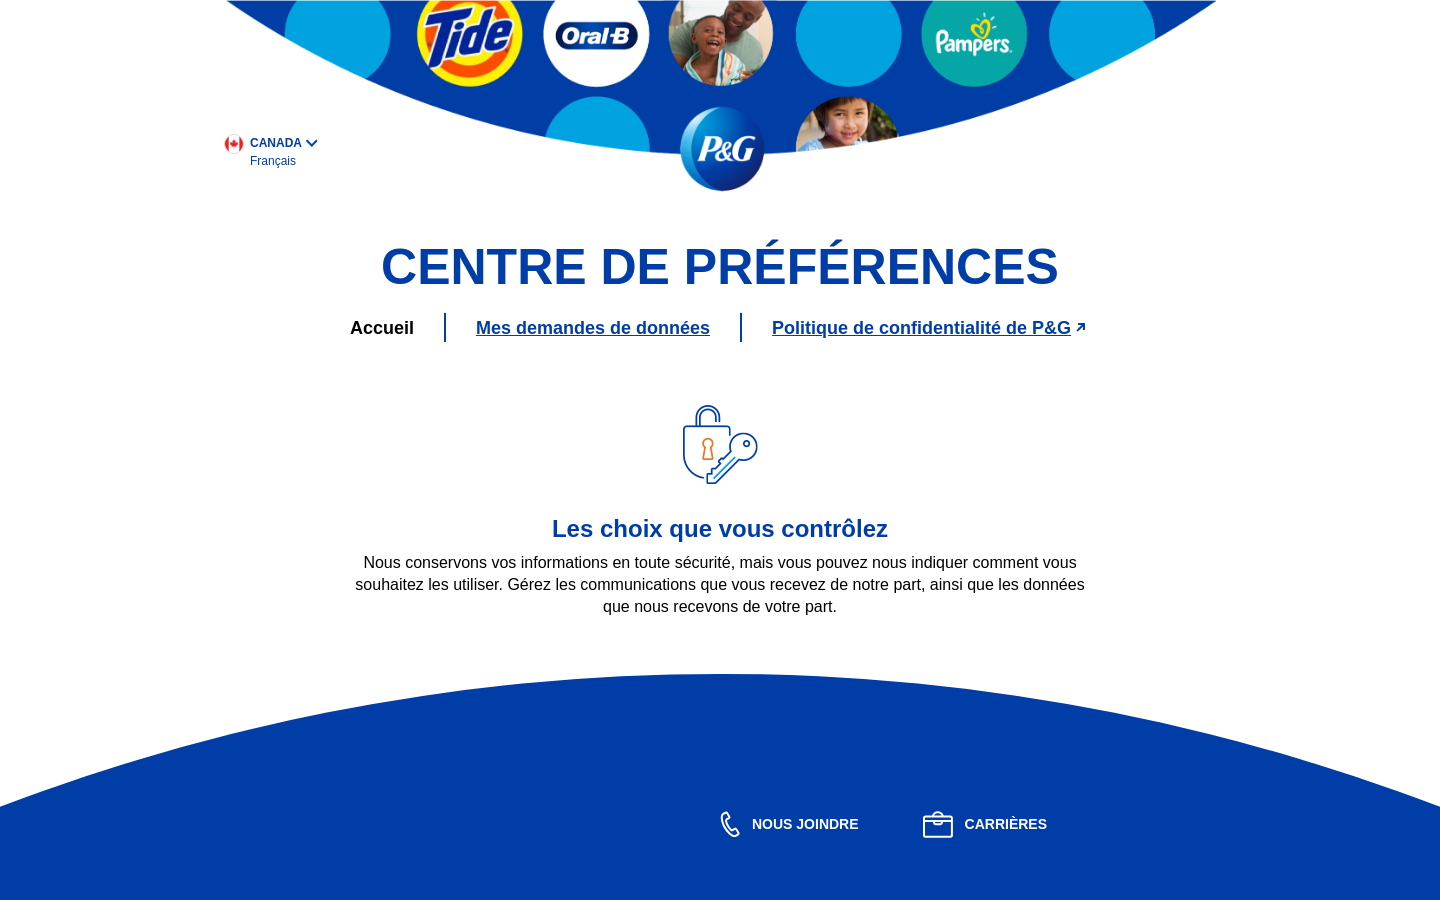 Tide
Oral-B
Pampers
CANADA
Français
P&G
CENTRE DE PRÉFÉRENCES
Accueil
Mes demandes de données
Politique de confidentialité de P&G
Les choix que vous contrôlez
Nous conservons vos informations en toute sécurité, mais vous pouvez nous indiquer comment vous
souhaitez les utiliser. Gérez les communications que vous recevez de notre part, ainsi que les données
que nous recevons de votre part.
NOUS JOINDRE
CARRIÈRES